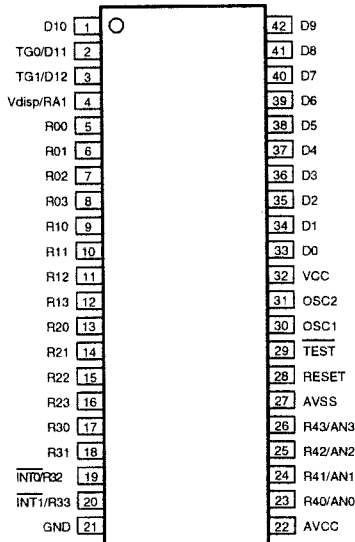 D10 1 42 D9
TG0/D11 2 41 D8
TG1/D12 3 40 D7
Vdisp/RA1 4 39 D6
R00 5 38 D5
R01 6 37 D4
R02 7 36 D3
R03 8 35 D2
R10 9 34 D1
R11 10 33 D0
R12 11 32 VCC
R13 12 31 OSC2
R20 13 30 OSC1
R21 14 29 TEST
R22 15 28 RESET
R23 16 27 AVSS
R30 17 26 R43/AN3
R31 18 25 R42/AN2
INT0/R32 19 24 R41/AN1
INT1/R33 20 23 R40/AN0
GND 21 22 AVCC